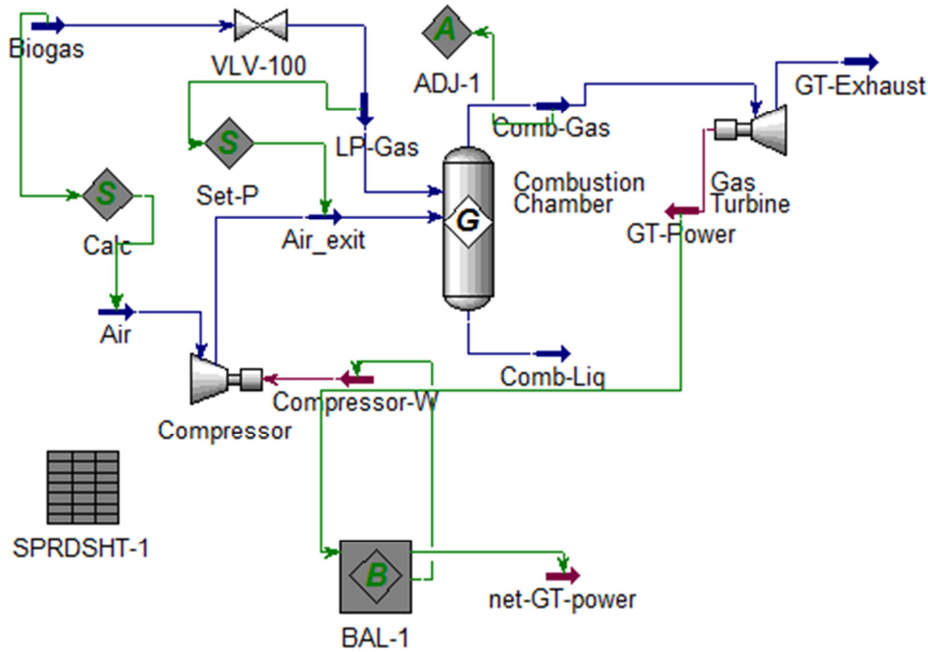 Biogas
VLV-100
A
ADJ-1
GT-Exhaust
LP-Gas
Comb-Gas
S
Set-P
Combustion
Chamber
Gas
Turbine
GT-Power
S
Calc
Air_exit
G
Air
Comb-Liq
Compressor-W
Compressor
SPRDSHT-1
B
BAL-1
net-GT-power